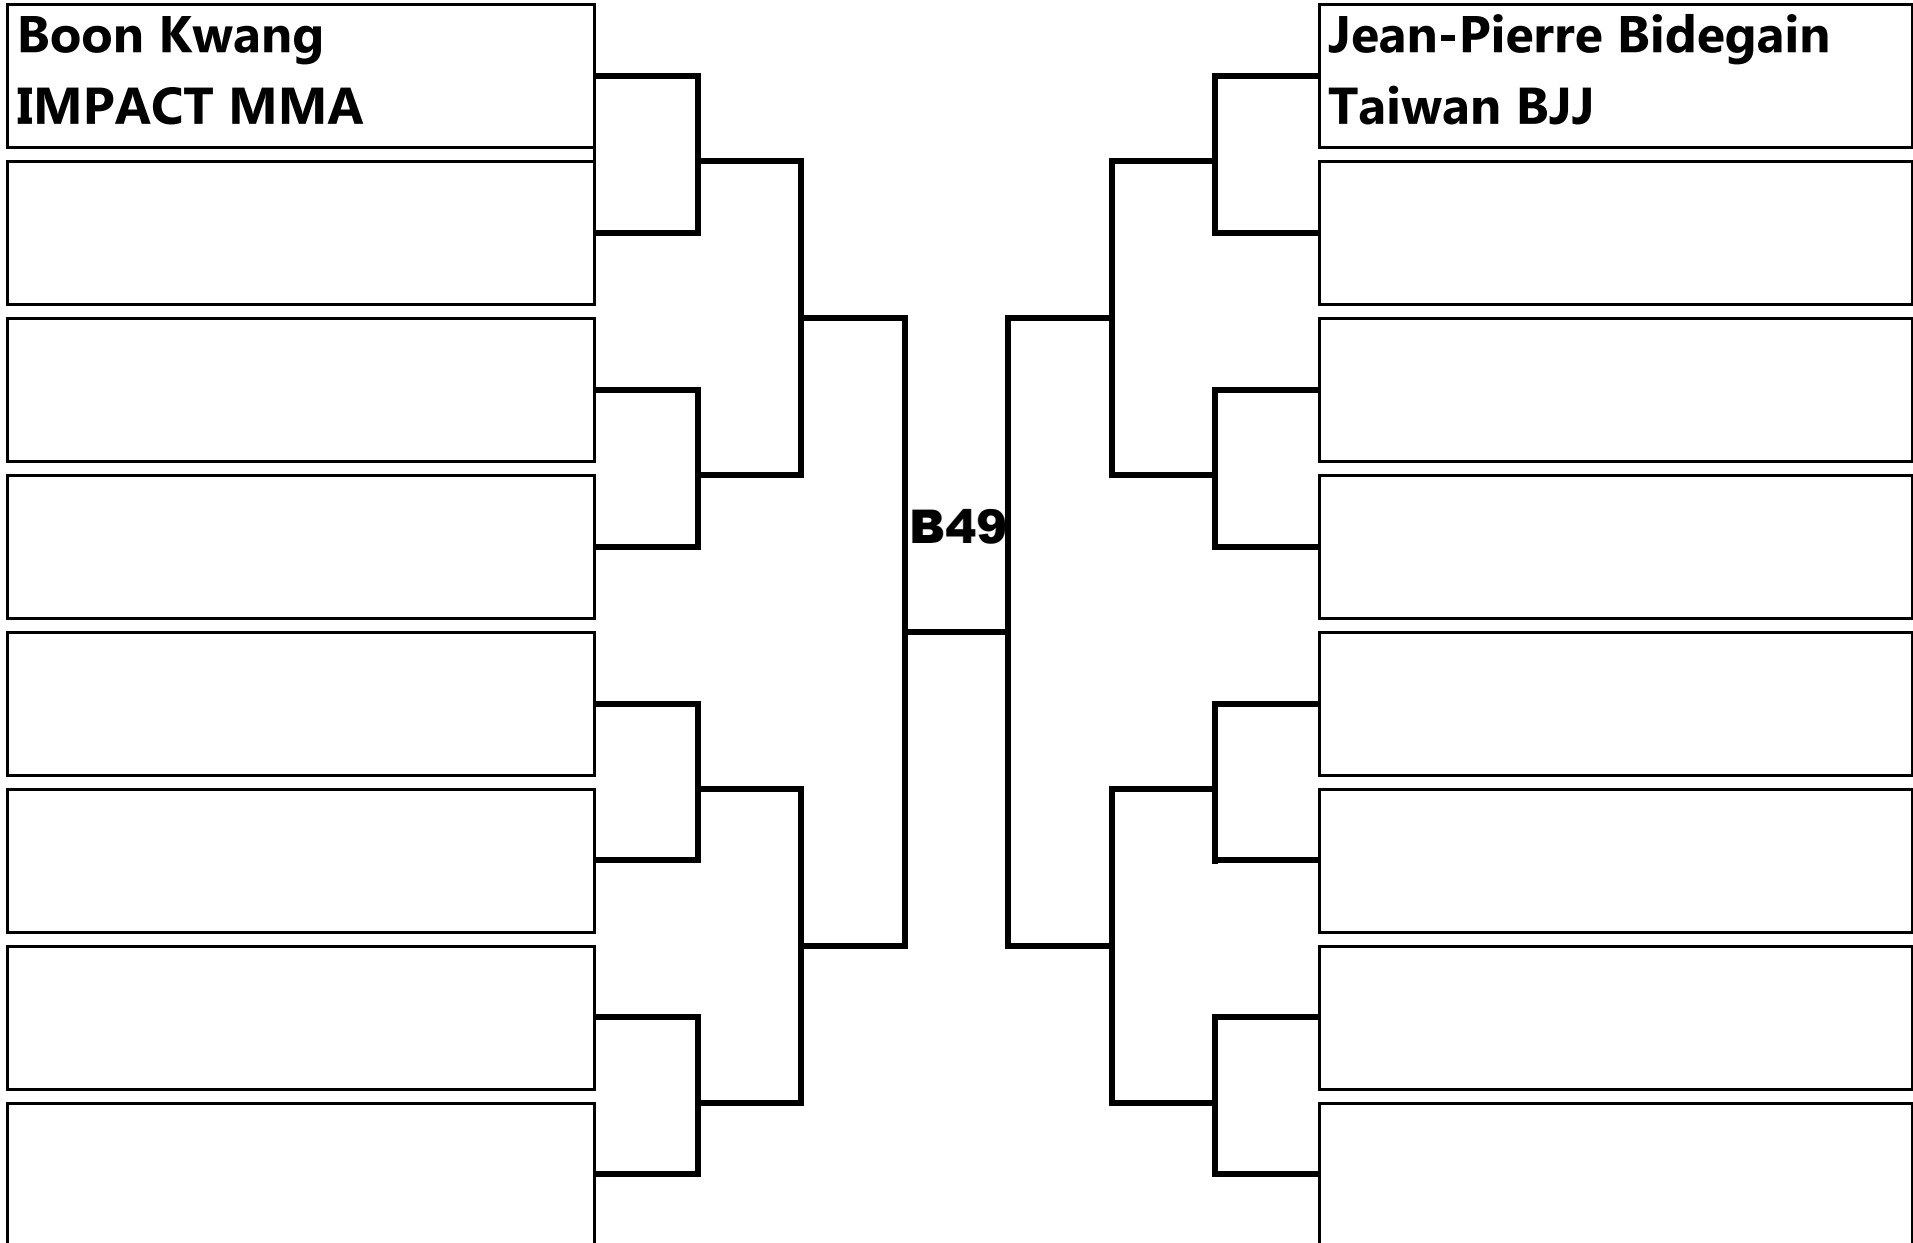 Boon Kwang
IMPACT MMA
Jean-Pierre Bidegain
Taiwan BJJ
B49